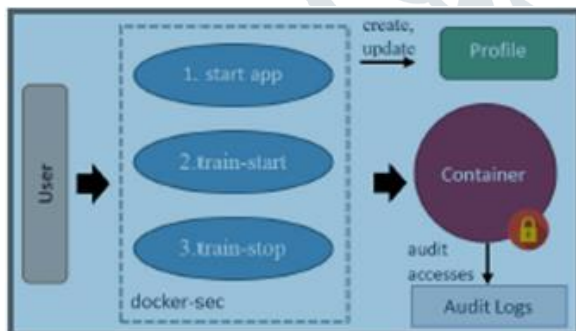 User
1. start app
2.train-start
3.train-stop
docker-sec
create,
update
Profile
Container
audit
accesses
Audit Logs